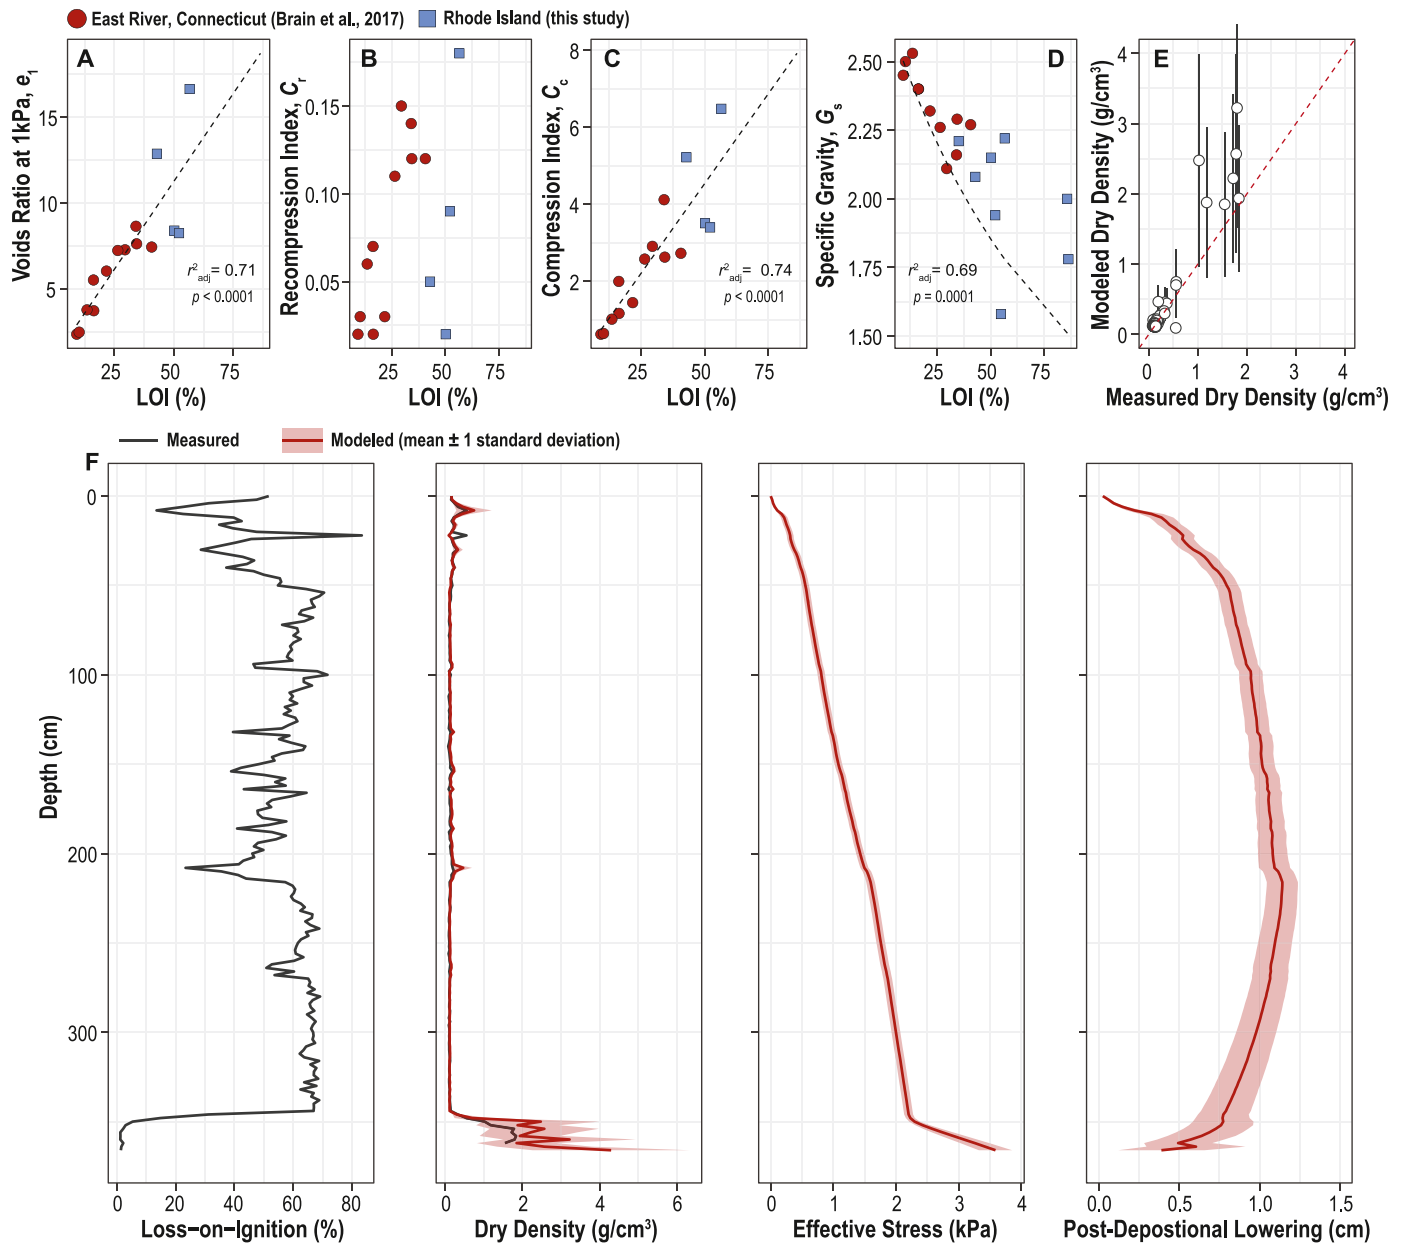 East River, Connecticut (Brain et al., 2017)
Rhode Island (this study)
A
Voids Ratio at 1kPa, e1
15
10
5
r²adj = 0.71
p < 0.0001
25
50
75
LOI (%)
B
Recompression Index, Cr
0.15
0.10
0.05
25
50
75
LOI (%)
C
Compression Index, Cc
8
6
4
2
r²adj = 0.74
p < 0.0001
25
50
75
LOI (%)
D
Specific Gravity, Gs
2.50
2.25
2.00
1.75
1.50
r²adj = 0.69
p = 0.0001
25
50
75
LOI (%)
E
Modeled Dry Density (g/cm³)
4
3
2
1
0
0
1
2
3
4
Measured Dry Density (g/cm³)
Measured
Modeled (mean ± 1 standard deviation)
F
Depth (cm)
0
100
200
300
0
20
40
60
80
Loss−on−Ignition (%)
0
2
4
6
Dry Density (g/cm³)
0
1
2
3
4
Effective Stress (kPa)
0.0
0.5
1.0
1.5
Post-Depostional Lowering (cm)